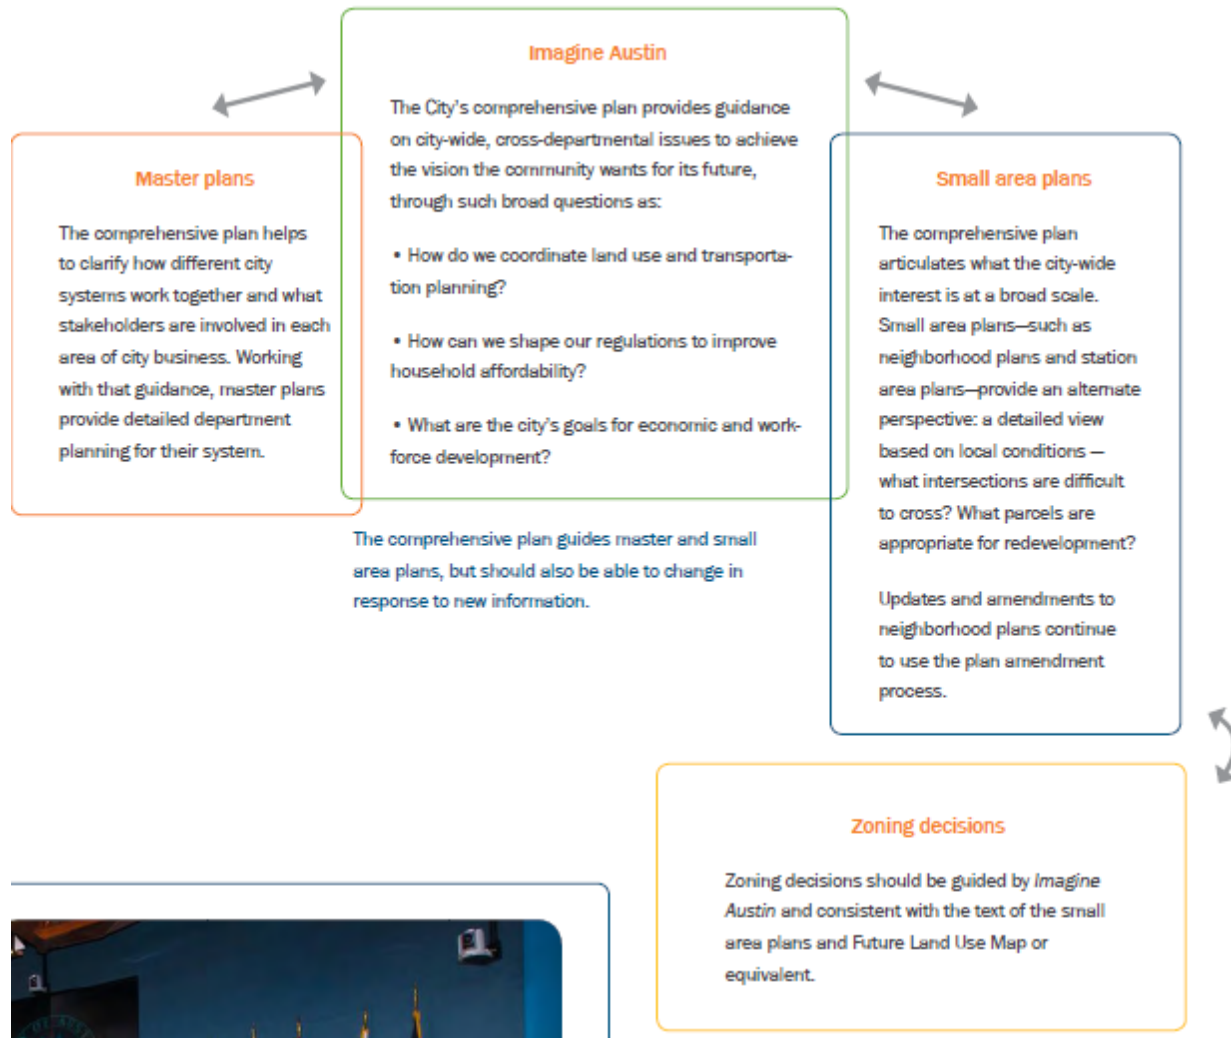 Imagine Austin
The City's comprehensive plan provides guidance
on city-wide, cross-departmental issues to achieve
the vision the community wants for its future,
through such broad questions as:
• How do we coordinate land use and transporta-
tion planning?
• How can we shape our regulations to improve
household affordability?
• What are the city's goals for economic and work-
force development?
Master plans
The comprehensive plan helps
to clarify how different city
systems work together and what
stakeholders are involved in each
area of city business. Working
with that guidance, master plans
provide detailed department
planning for their system.
Small area plans
The comprehensive plan
articulates what the city-wide
interest is at a broad scale.
Small area plans—such as
neighborhood plans and station
area plans—provide an alternate
perspective: a detailed view
based on local conditions —
what intersections are difficult
to cross? What parcels are
appropriate for redevelopment?
Updates and amendments to
neighborhood plans continue
to use the plan amendment
process.
The comprehensive plan guides master and small
area plans, but should also be able to change in
response to new information.
Zoning decisions
Zoning decisions should be guided by Imagine
Austin and consistent with the text of the small
area plans and Future Land Use Map or
equivalent.